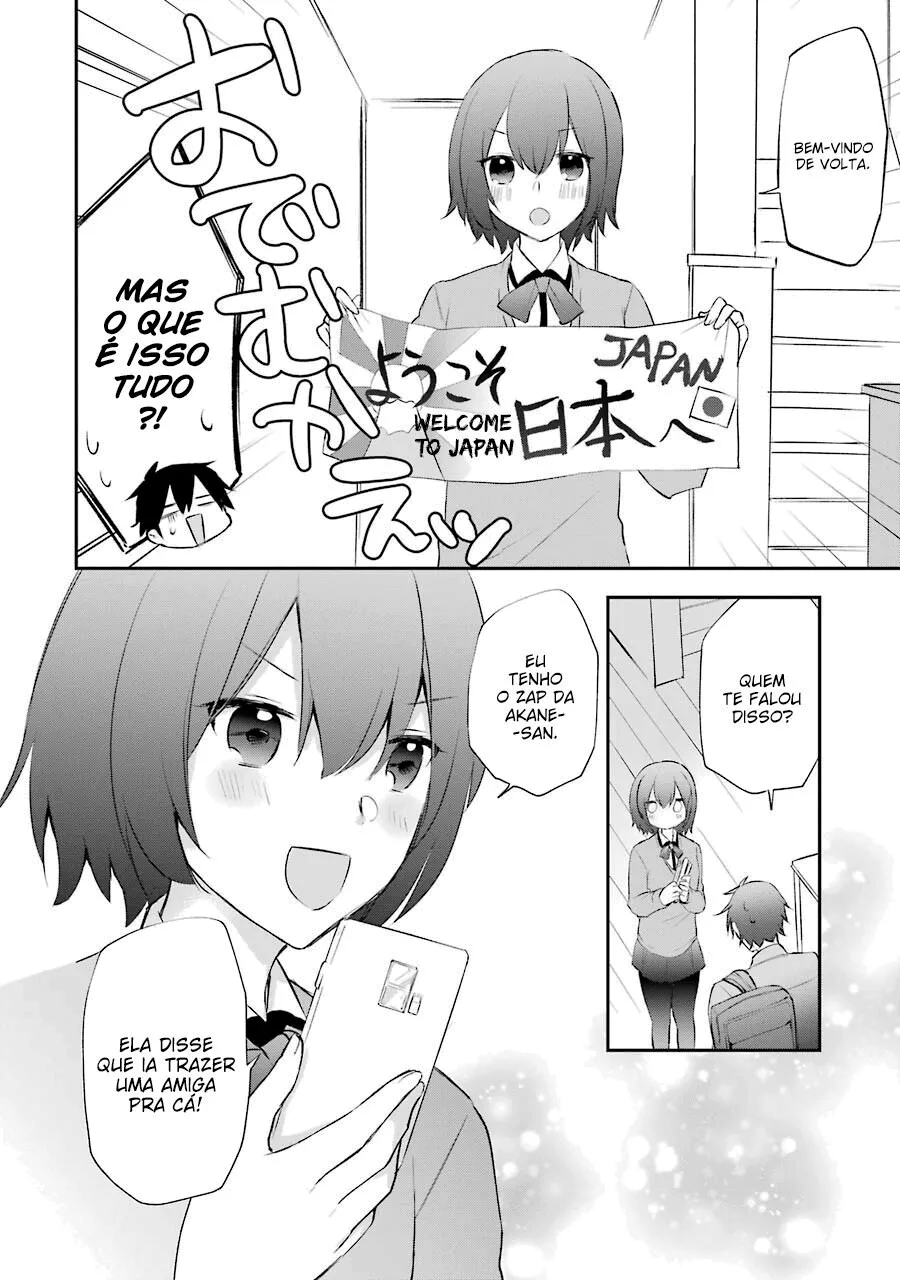 BEM-VINDO
DE VOLTA.
おでむかえッ
JAPAN
ようこそ
日本へ
WELCOME
TO JAPAN
MAS
O QUE
É ISSO
TUDO
?!
QUEM
TE FALOU
DISSO?
EU
TENHO
O ZAP DA
AKANE-
-SAN.
ELA DISSE
QUE IA TRAZER
UMA AMIGA
PRA CÁ!